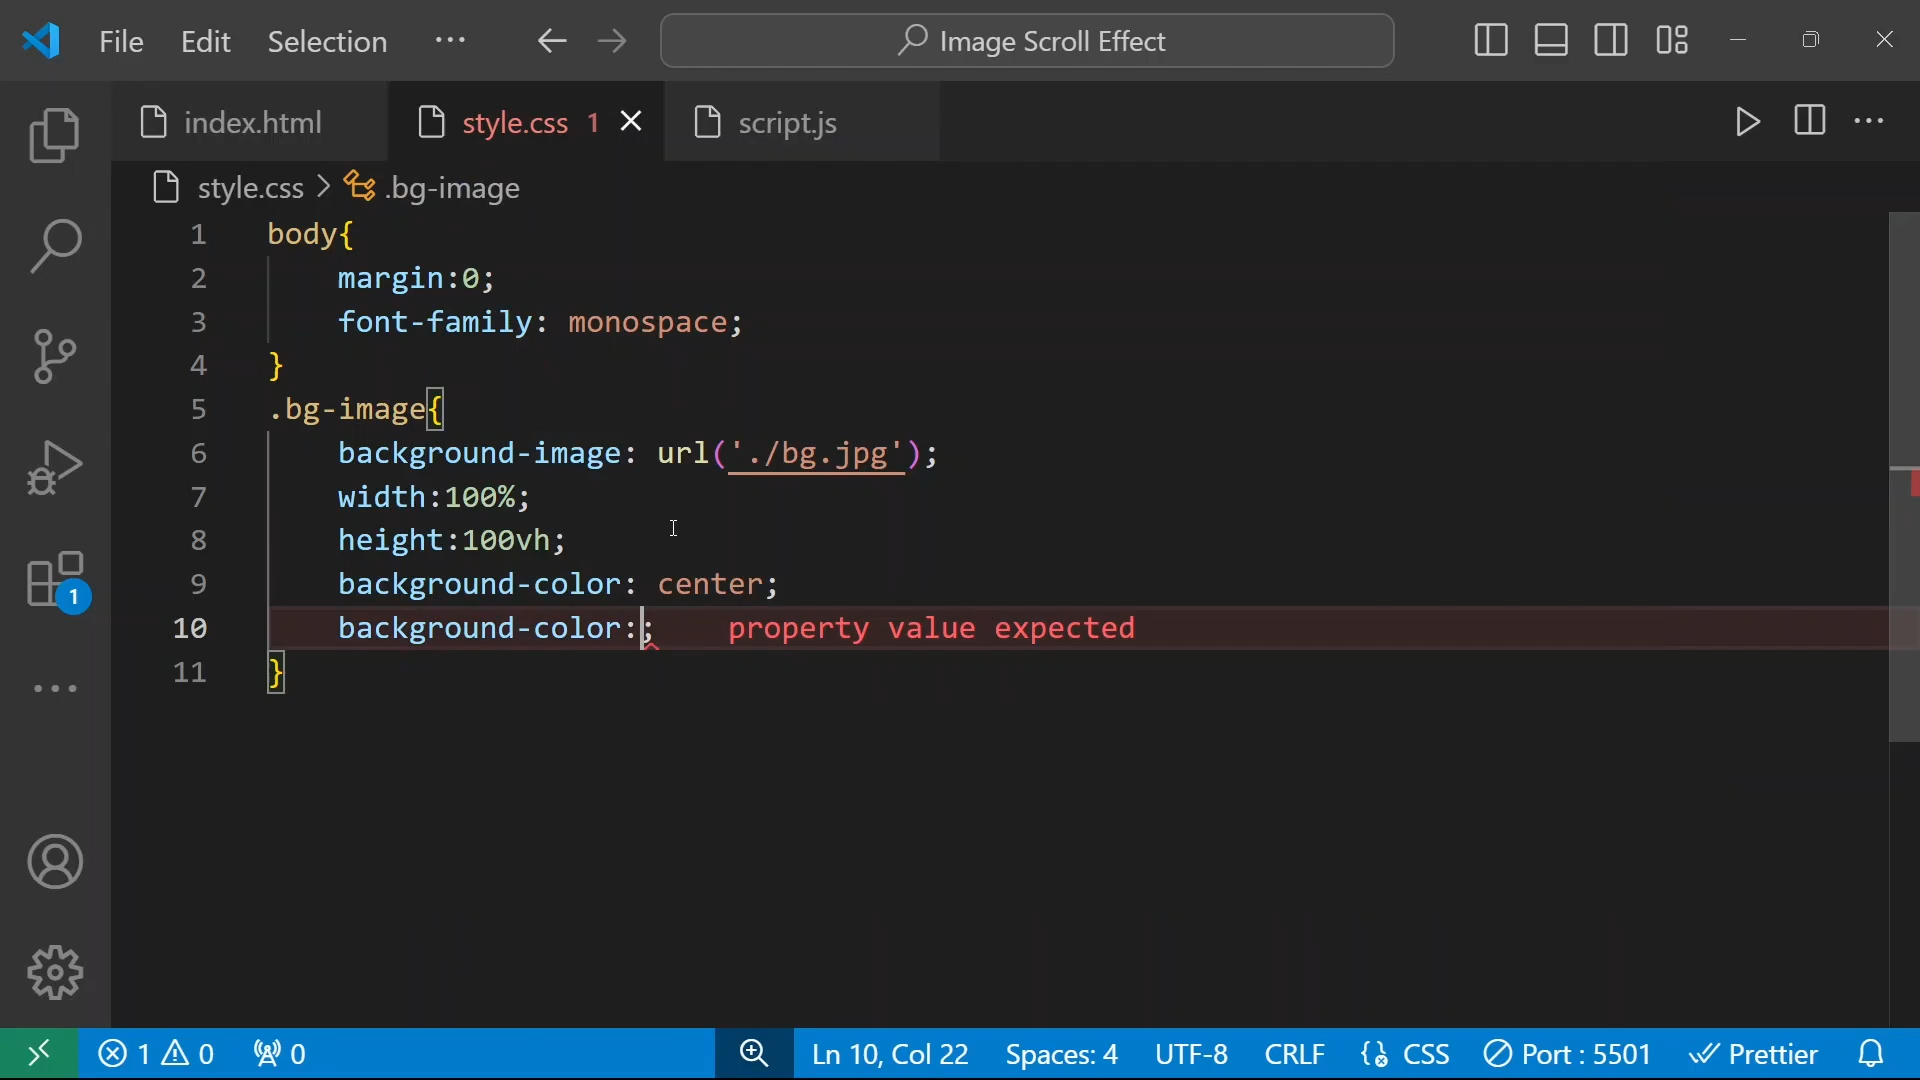 File Edit Selection ··· Image Scroll Effect
index.html style.css 1 script.js
style.css > .bg-image
1 body{
2 margin:0;
3 font-family: monospace;
4 }
5 .bg-image{
6 background-image: url('./bg.jpg');
7 width:100%;
8 height:100vh;
9 background-color: center;
10 background-color:; property value expected
11 }
1
1 0 0 Ln 10, Col 22 Spaces: 4 UTF-8 CRLF CSS Port : 5501 Prettier